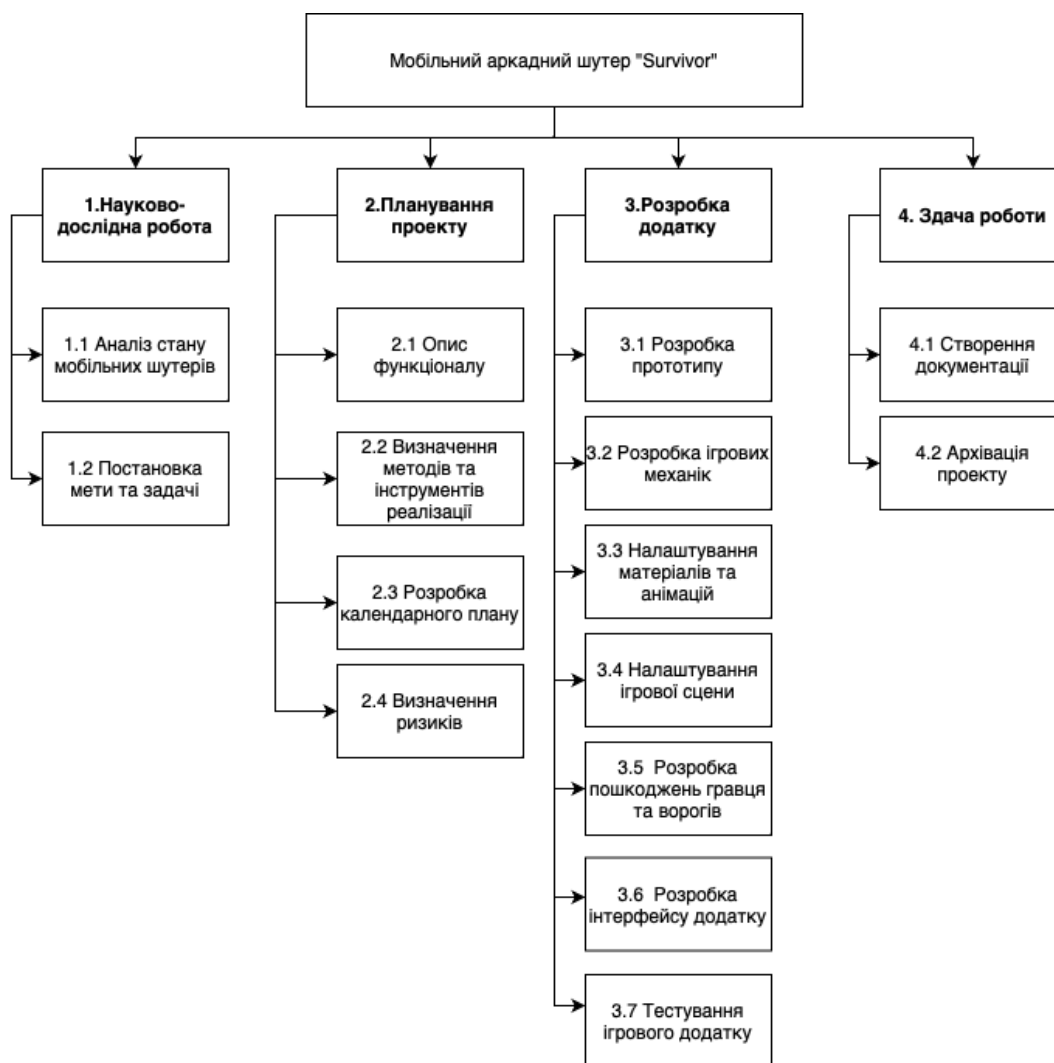 Мобільний аркадний шутер "Survivor"
1.Науково-
дослідна робота
2.Планування
проекту
3.Розробка
додатку
4. Здача роботи
1.1 Аналіз стану
мобільних шутерів
1.2 Постановка
мети та задачі
2.1 Опис
функціоналу
2.2 Визначення
методів та
інструментів
реалізації
2.3 Розробка
календарного плану
2.4 Визначення
ризиків
3.1 Розробка
прототипу
3.2 Розробка ігрових
механік
3.3 Налаштування
матеріалів та
анімацій
3.4 Налаштування
ігрової сцени
3.5 Розробка
пошкоджень гравця
та ворогів
3.6 Розробка
інтерфейсу додатку
3.7 Тестування
ігрового додатку
4.1 Створення
документації
4.2 Архівація
проекту